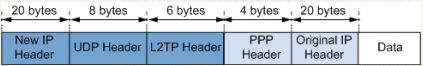 20 bytes 8 bytes 6 bytes 4 bytes 20 bytes
New IP Header UDP Header L2TP Header PPP Header Original IP Header Data